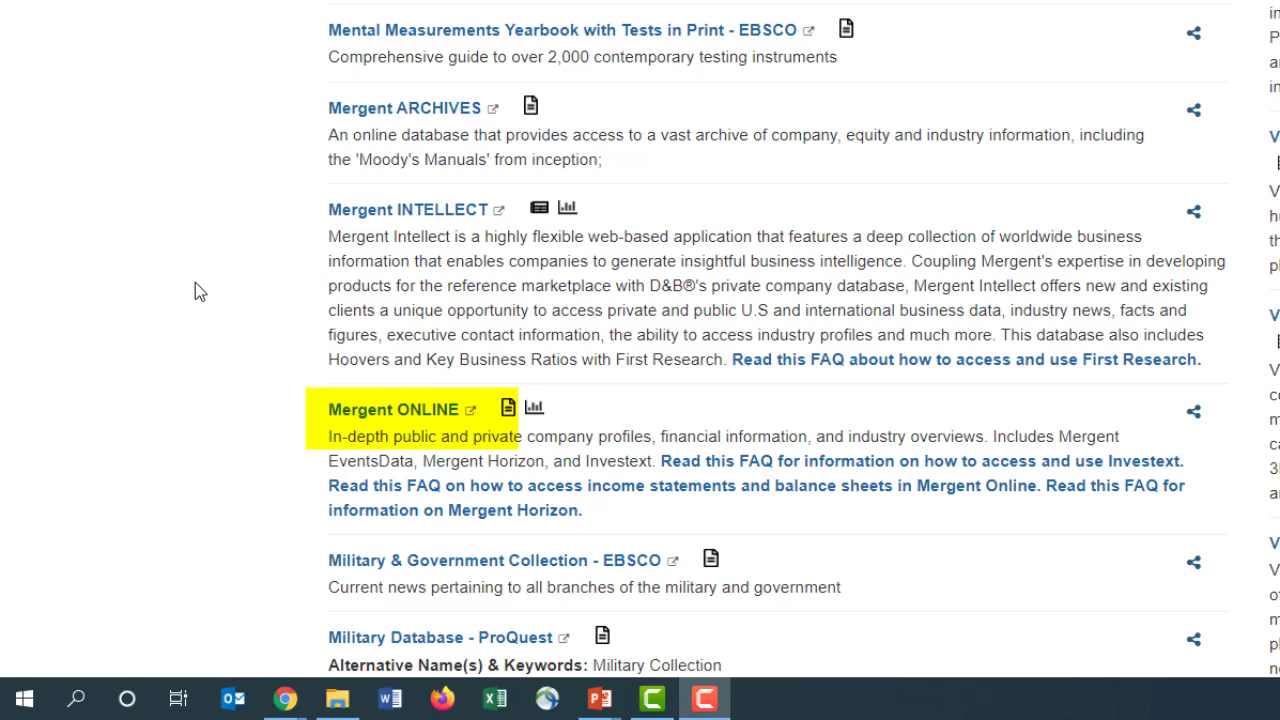 Mental Measurements Yearbook with Tests in Print - EBSCO
Comprehensive guide to over 2,000 contemporary testing instruments
Mergent ARCHIVES
An online database that provides access to a vast archive of company, equity and industry information, including
the 'Moody's Manuals' from inception;
Mergent INTELLECT
Mergent Intellect is a highly flexible web-based application that features a deep collection of worldwide business
information that enables companies to generate insightful business intelligence. Coupling Mergent's expertise in developing
products for the reference marketplace with D&B®'s private company database, Mergent Intellect offers new and existing
clients a unique opportunity to access private and public U.S and international business data, industry news, facts and
figures, executive contact information, the ability to access industry profiles and much more. This database also includes
Hoovers and Key Business Ratios with First Research. Read this FAQ about how to access and use First Research.
Mergent ONLINE
In-depth public and private company profiles, financial information, and industry overviews. Includes Mergent
EventsData, Mergent Horizon, and Investext. Read this FAQ for information on how to access and use Investext.
Read this FAQ on how to access income statements and balance sheets in Mergent Online. Read this FAQ for
information on Mergent Horizon.
Military & Government Collection - EBSCO
Current news pertaining to all branches of the military and government
Military Database - ProQuest
Alternative Name(s) & Keywords: Military Collection